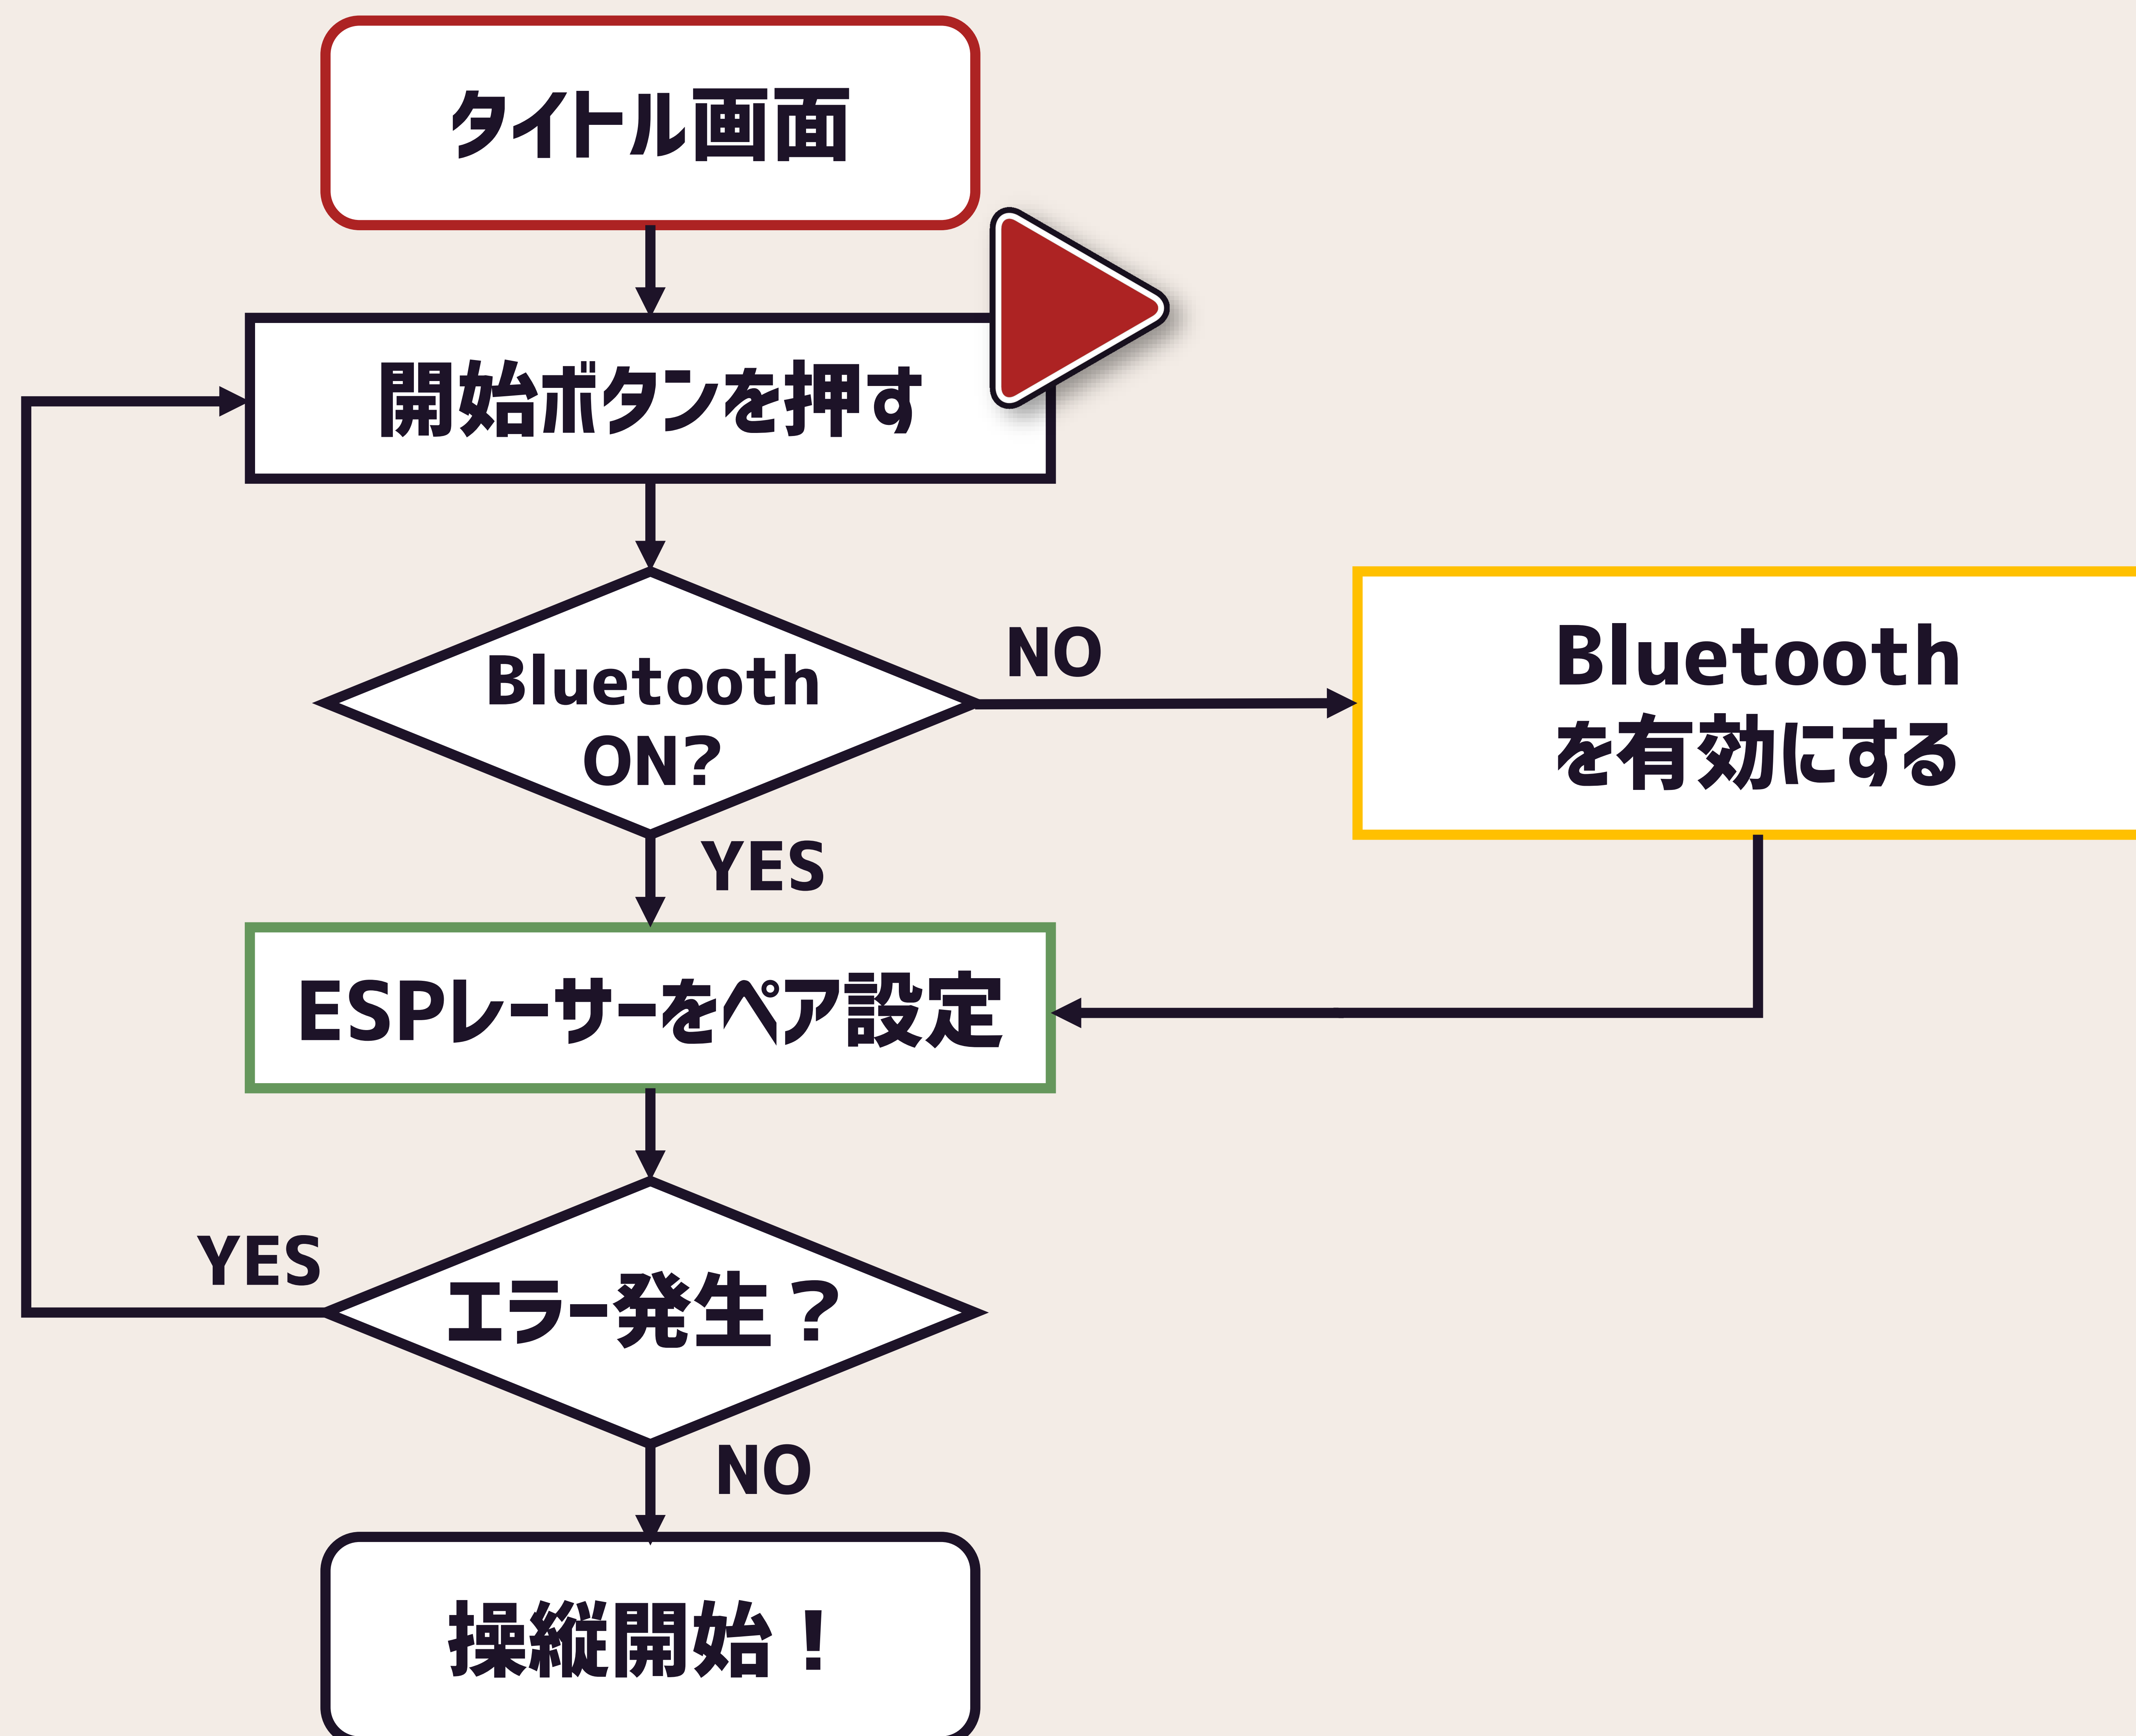 タイトル画面
開始ボタンを押す
Bluetooth
ON?
NO
Bluetooth
を有効にする
YES
ESPレーサーをペア設定
YES
エラー発生？
NO
操縦開始！